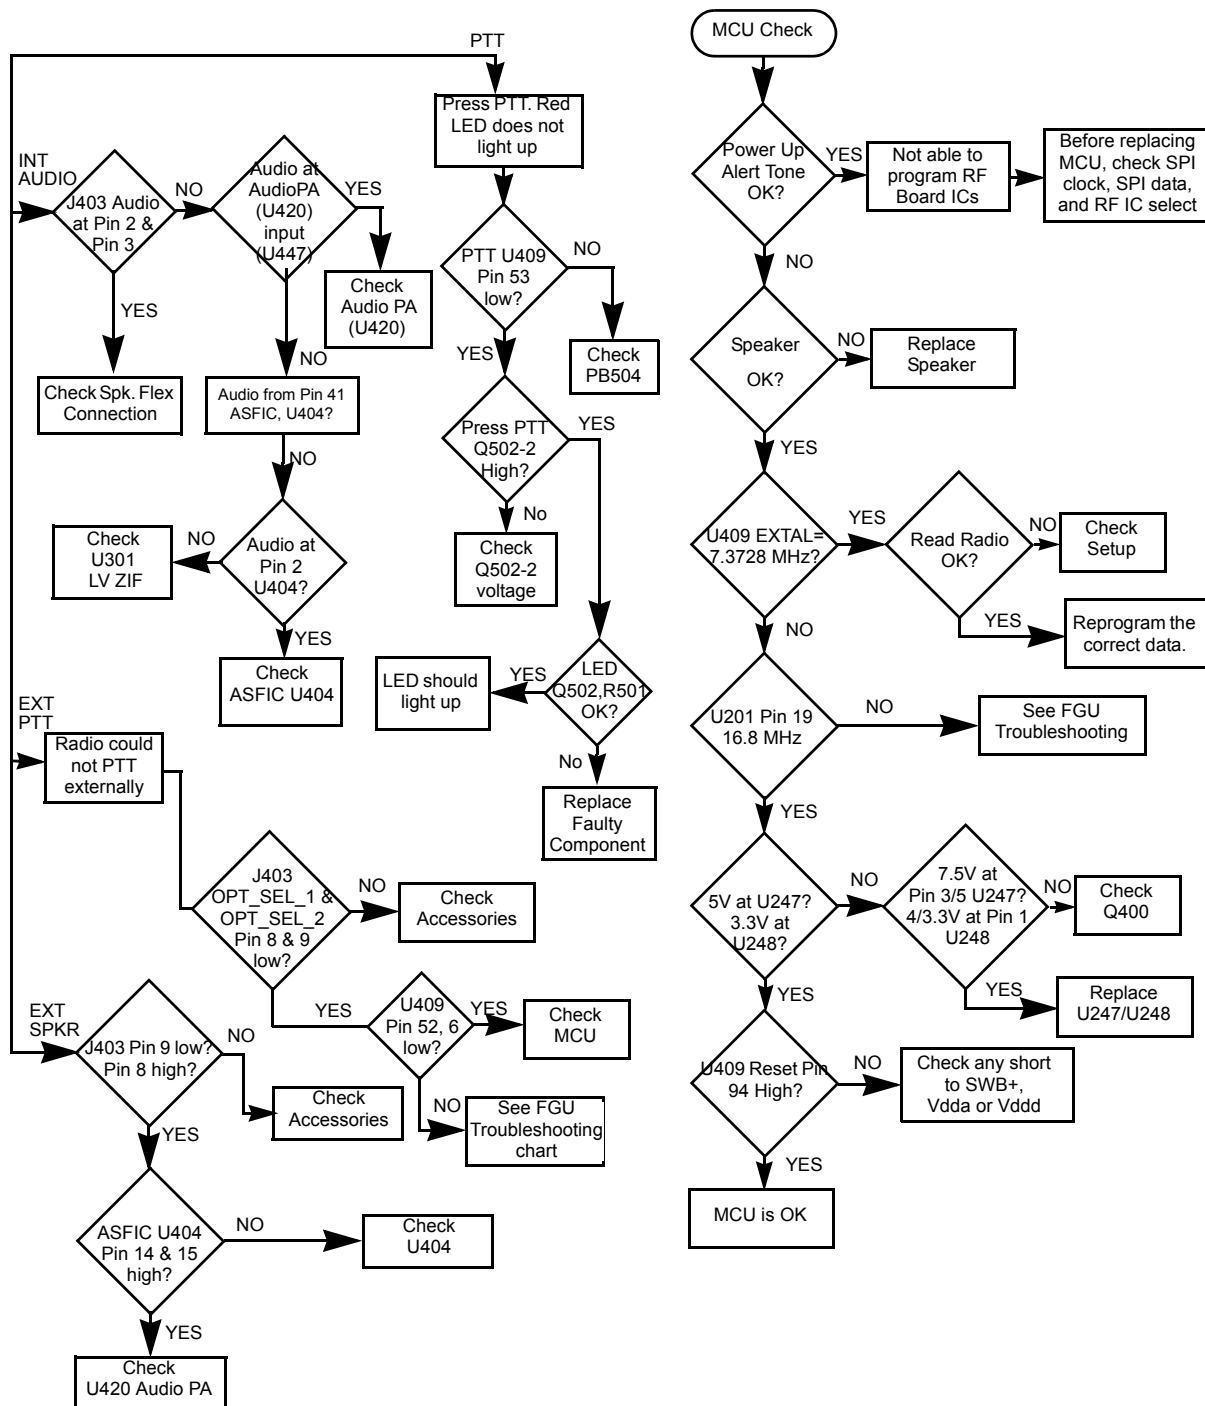 PTT
Press PTT. Red
LED does not
light up
INT
AUDIO
J403 Audio
at Pin 2 &
Pin 3
NO
Audio at
AudioPA
(U420)
input
(U447)
YES
Check
Audio PA
(U420)
YES
Check Spk. Flex
Connection
NO
Audio from Pin 41
ASFIC, U404?
NO
Audio at
Pin 2
U404?
NO
Check
U301
LV ZIF
YES
Check
ASFIC U404
PTT U409
Pin 53
low?
NO
Check
PB504
YES
Press PTT
Q502-2
High?
YES
No
Check
Q502-2
voltage
LED
Q502,R501
OK?
YES
LED should
light up
No
Replace
Faulty
Component
EXT
PTT
Radio could
not PTT
externally
J403
OPT_SEL_1 &
OPT_SEL_2
Pin 8 & 9
low?
NO
Check
Accessories
YES
U409
Pin 52, 6
low?
YES
Check
MCU
NO
See FGU
Troubleshooting
chart
EXT
SPKR
J403 Pin 9 low?
Pin 8 high?
NO
Check
Accessories
YES
ASFIC U404
Pin 14 & 15
high?
NO
Check
U404
YES
Check
U420 Audio PA
MCU Check
Power Up
Alert Tone
OK?
YES
Not able to
program RF
Board ICs
Before replacing
MCU, check SPI
clock, SPI data,
and RF IC select
NO
Speaker
OK?
NO
Replace
Speaker
YES
U409 EXTAL=
7.3728 MHz?
YES
Read Radio
OK?
NO
Check
Setup
YES
Reprogram the
correct data.
NO
U201 Pin 19
16.8 MHz
NO
See FGU
Troubleshooting
YES
5V at U247?
3.3V at
U248?
NO
7.5V at
Pin 3/5 U247?
4/3.3V at Pin 1
U248
NO
Check
Q400
YES
Replace
U247/U248
YES
U409 Reset Pin
94 High?
NO
Check any short
to SWB+,
Vdda or Vddd
YES
MCU is OK